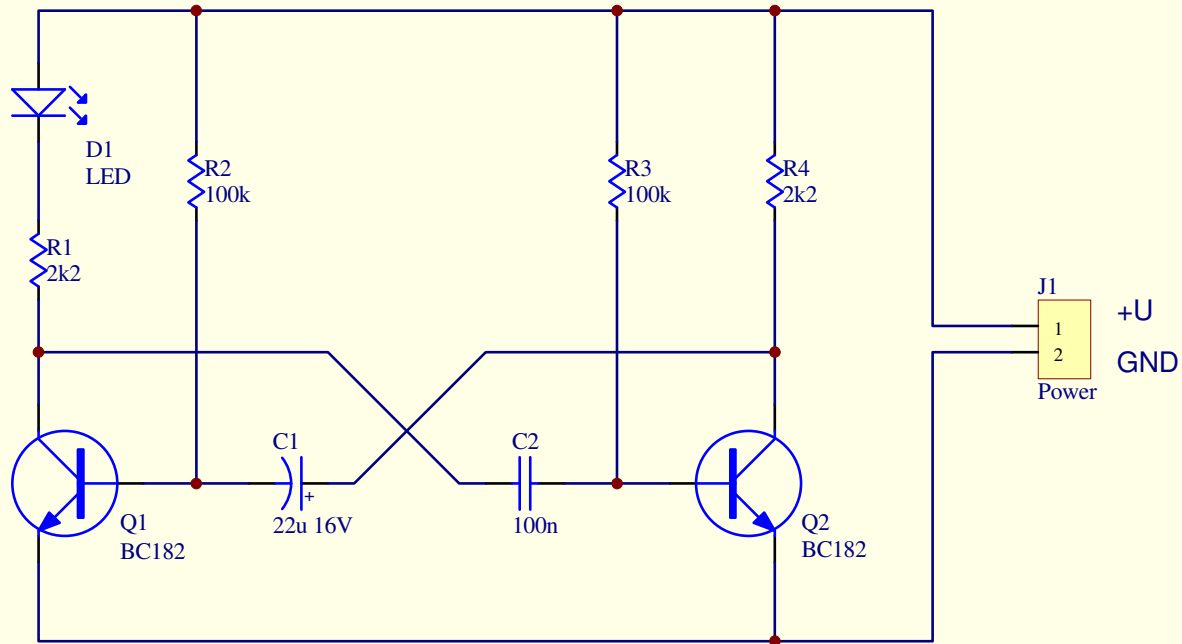 D1
LED
R2
100k
R3
100k
R4
2k2
R1
2k2
J1
1
2
Power
+U
GND
C1
+
22u 16V
C2
100n
Q1
BC182
Q2
BC182